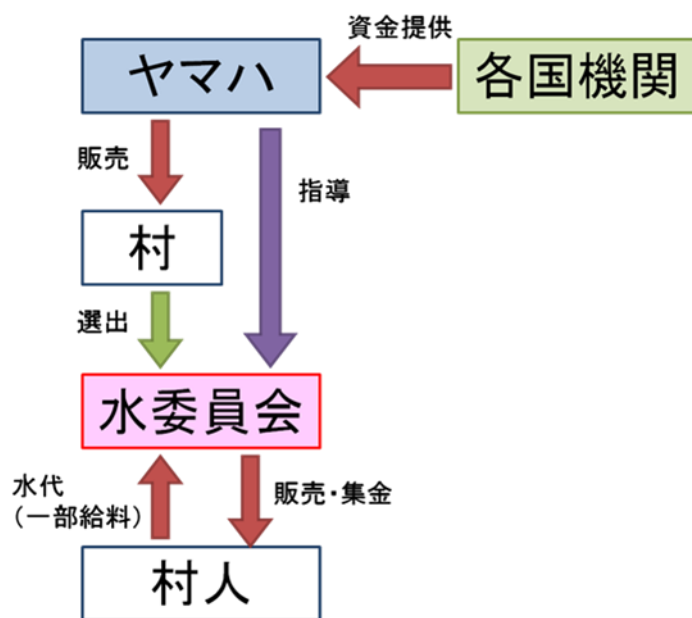 資金提供
ヤマハ
各国機関
販売
指導
村
選出
水委員会
水代
(一部給料)
販売・集金
村人